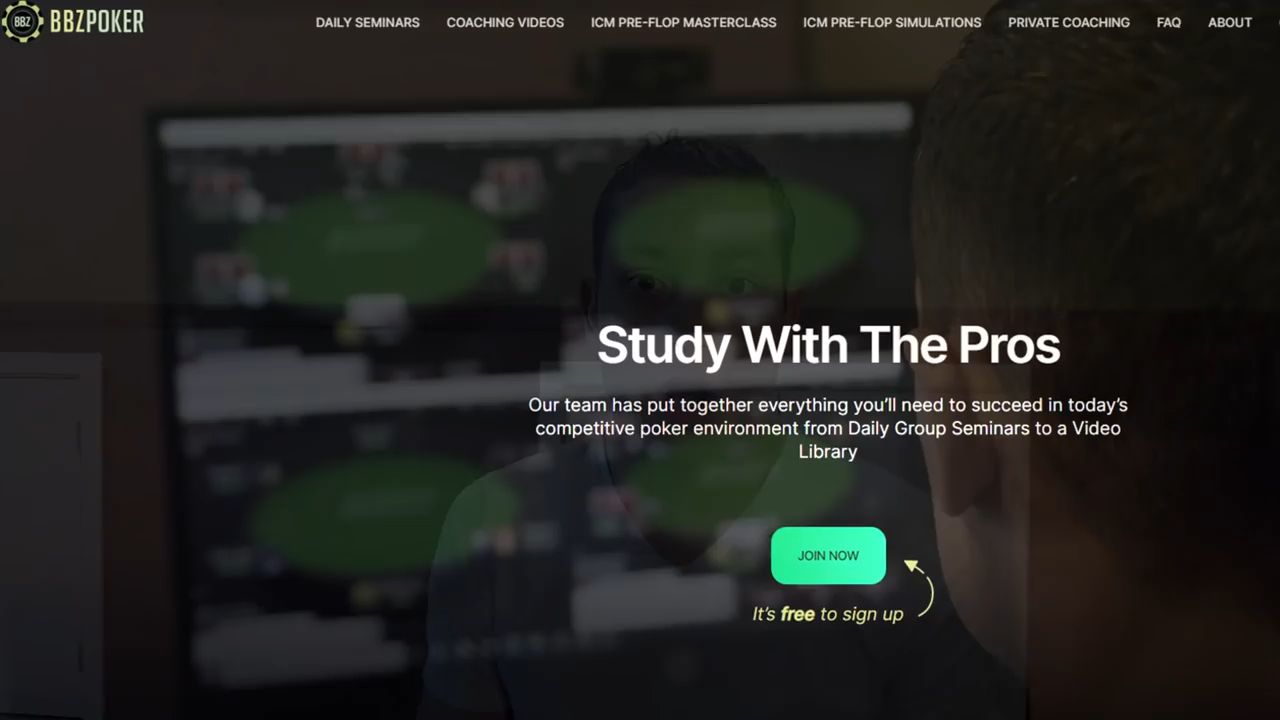 BBZ BBZPOKER
DAILY SEMINARS COACHING VIDEOS ICM PRE-FLOP MASTERCLASS ICM PRE-FLOP SIMULATIONS PRIVATE COACHING FAQ ABOUT
Study With The Pros
Our team has put together everything you'll need to succeed in today's
competitive poker environment from Daily Group Seminars to a Video
Library
JOIN NOW
It's free to sign up